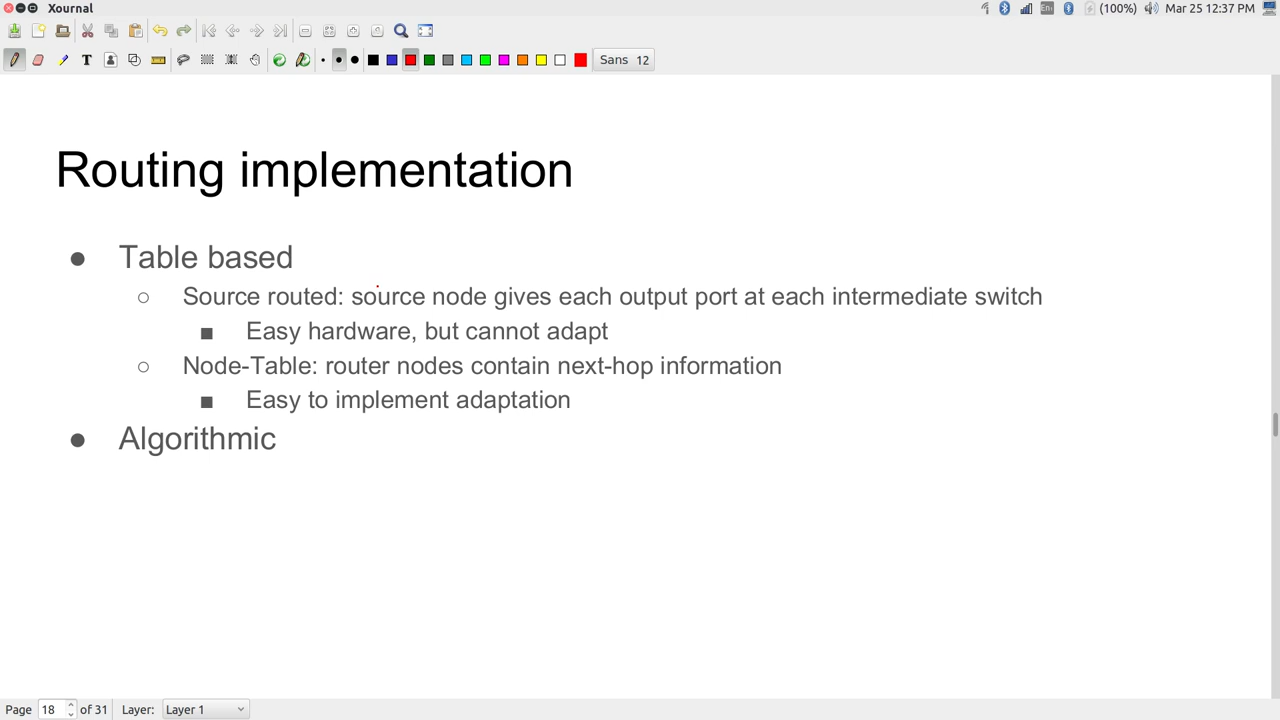 Xournal
En
(100%)
Mar 25 12:37 PM
T
Sans 12
Routing implementation
● Table based
○ Source routed: source node gives each output port at each intermediate switch
■ Easy hardware, but cannot adapt
○ Node-Table: router nodes contain next-hop information
■ Easy to implement adaptation
● Algorithmic
Page 18 of 31 Layer: Layer 1